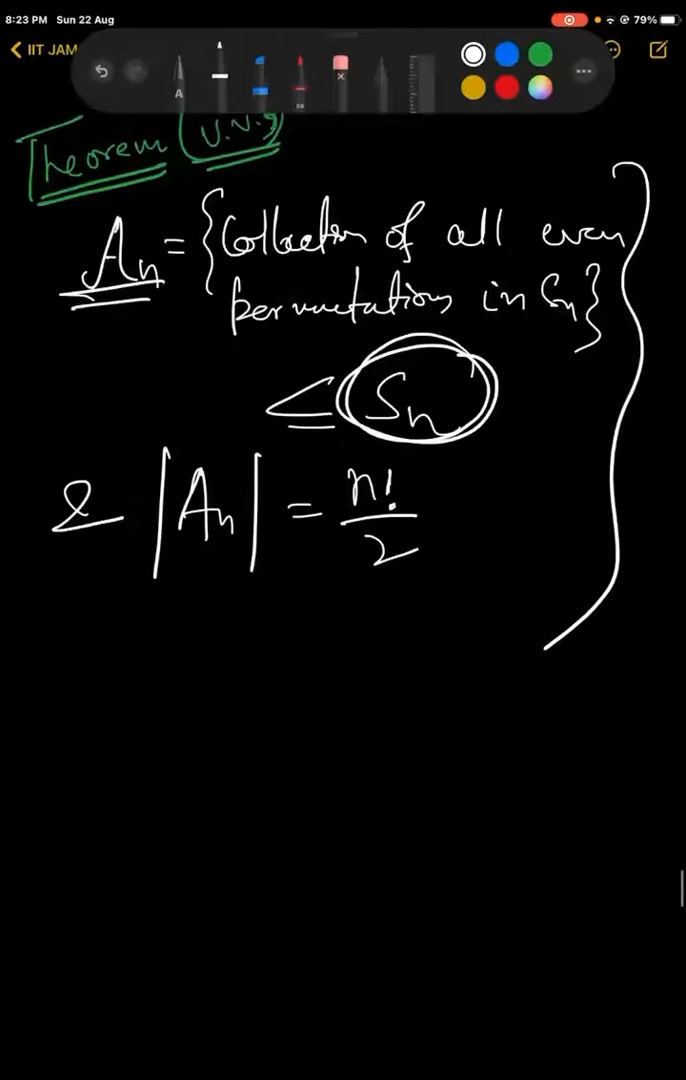 8:23 PM Sun 22 Aug 79%
IIT JAM
Theorem (V.V.g)
An = {Collection of all even
permutations in Sn}
≤ Sn
& |An| = n!/2